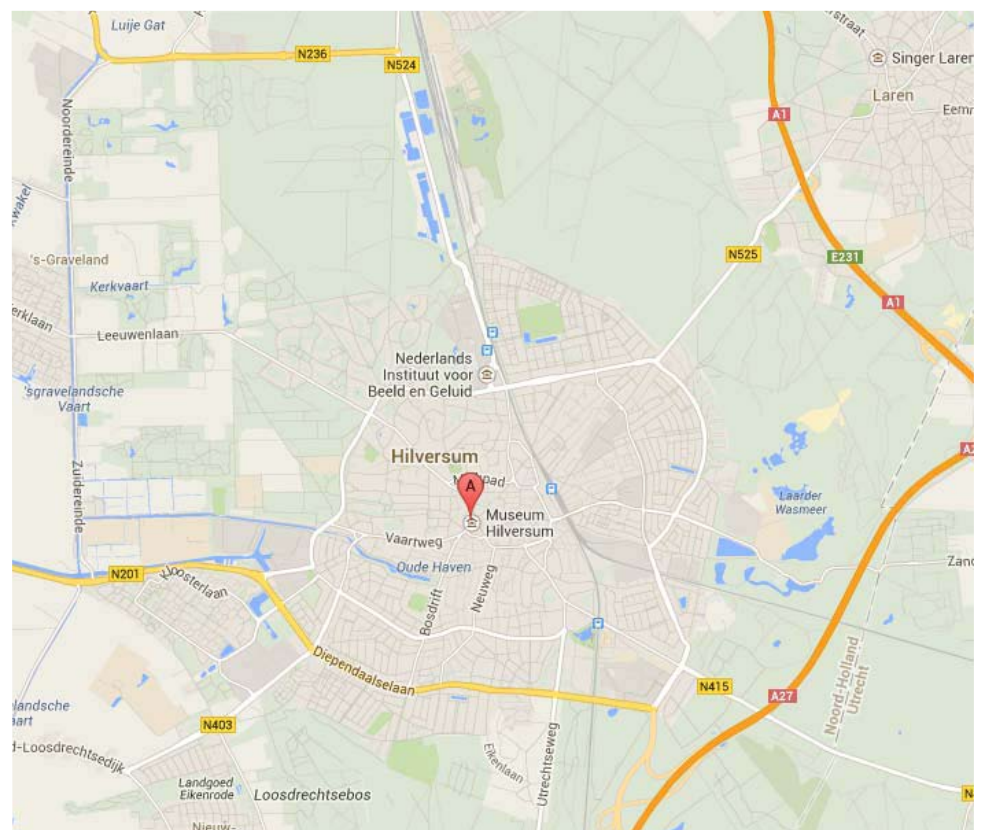 Luije Gat
N236
N524
Singer Laren
Laren
A1
Noordereinde
N525
's-Graveland
E231
Kerkvaart
A1
Leeuwenlaan
Nederlands
Instituut voor
Beeld en Geluid
'sgravelandsche
Vaart
Hilversum
A
Zuidereinde
Laarder
Wasmeer
Museum
Hilversum
Vaartweg
Oude Haven
N201
Kloosterlaan
Bosdrift
Neuweg
Diependaalselaan
N415
A27
Noord-Holland
Utrecht
N403
Eikenlaan
Utrechtseweg
Landgoed
Eikenrode
Loosdrechtsebos